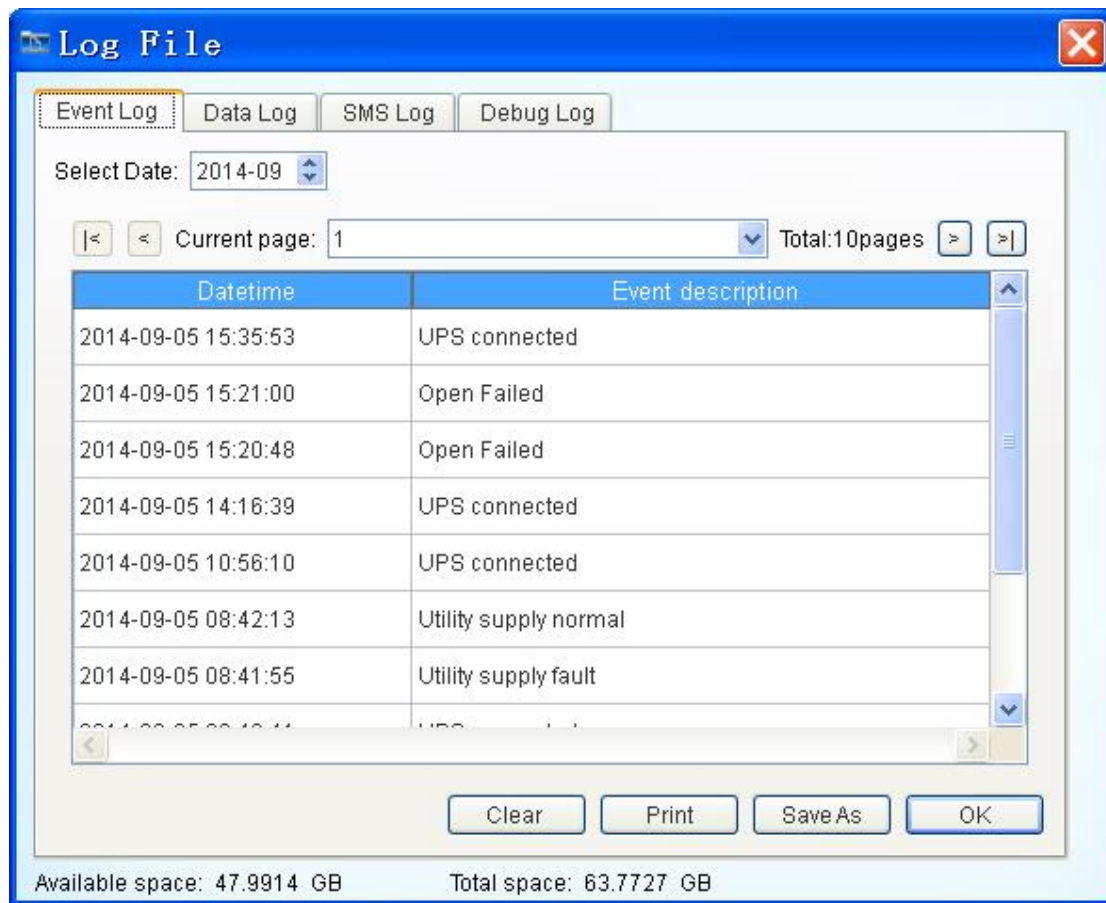 Log File
Event Log Data Log SMS Log Debug Log
Select Date: 2014-09
|< < Current page: 1 Total:10pages > >|
Datetime Event description
2014-09-05 15:35:53 UPS connected
2014-09-05 15:21:00 Open Failed
2014-09-05 15:20:48 Open Failed
2014-09-05 14:16:39 UPS connected
2014-09-05 10:56:10 UPS connected
2014-09-05 08:42:13 Utility supply normal
2014-09-05 08:41:55 Utility supply fault
Clear Print Save As OK
Available space: 47.9914 GB Total space: 63.7727 GB